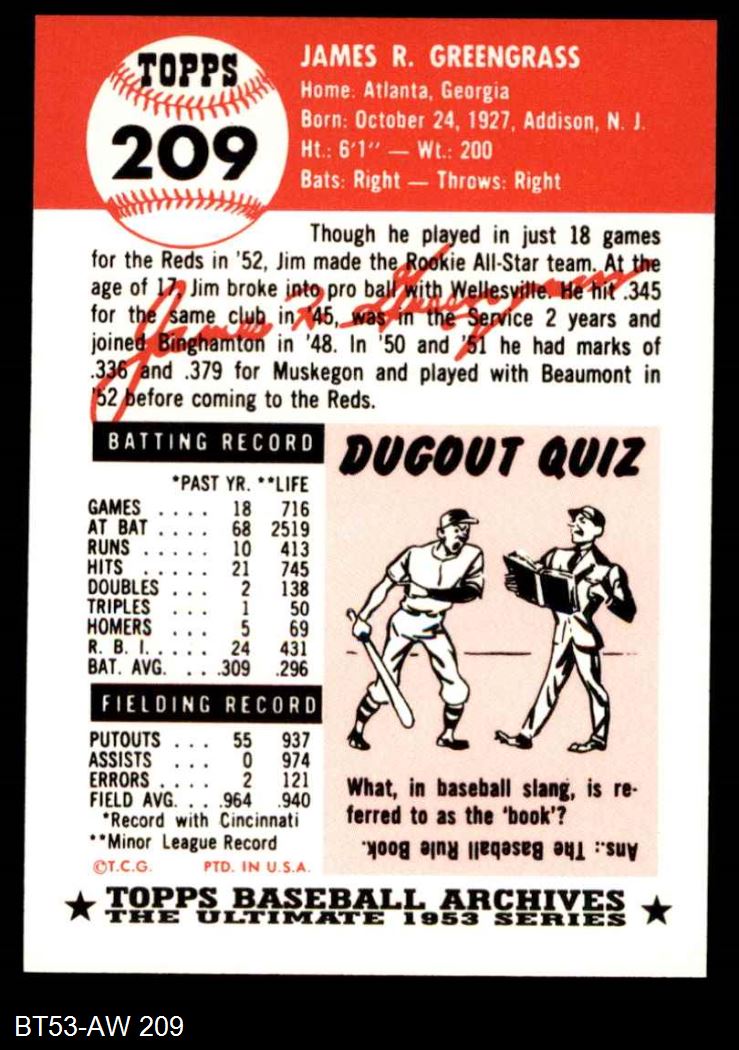 TOPPS
209
JAMES R. GREENGRASS
Home: Atlanta, Georgia
Born: October 24, 1927, Addison, N. J.
Ht.: 6'1" — Wt.: 200
Bats: Right — Throws: Right
Though he played in just 18 games
for the Reds in '52, Jim made the Rookie All-Star team. At the
age of 17, Jim broke into pro ball with Wellesville. He hit .345
for the same club in '45, was in the Service 2 years and
joined Binghamton in '48. In '50 and '51 he had marks of
.336 and .379 for Muskegon and played with Beaumont in
'52 before coming to the Reds.
James R. Greengrass
BATTING RECORD
*PAST YR. **LIFE
GAMES .... 18 716
AT BAT .... 68 2519
RUNS ..... 10 413
HITS ..... 21 745
DOUBLES ... 2 138
TRIPLES ... 1 50
HOMERS ... 5 69
R. B. I. .... 24 431
BAT. AVG. ... .309 .296
FIELDING RECORD
PUTOUTS ... 55 937
ASSISTS ... 0 974
ERRORS .... 2 121
FIELD AVG. ... .964 .940
*Record with Cincinnati
**Minor League Record
©T.C.G. PTD. IN U.S.A.
DUGOUT QUIZ
What, in baseball slang, is re-
ferred to as the 'book'?
Ans.: The Baseball Rule Book.
TOPPS BASEBALL ARCHIVES
THE ULTIMATE 1953 SERIES
BT53-AW 209